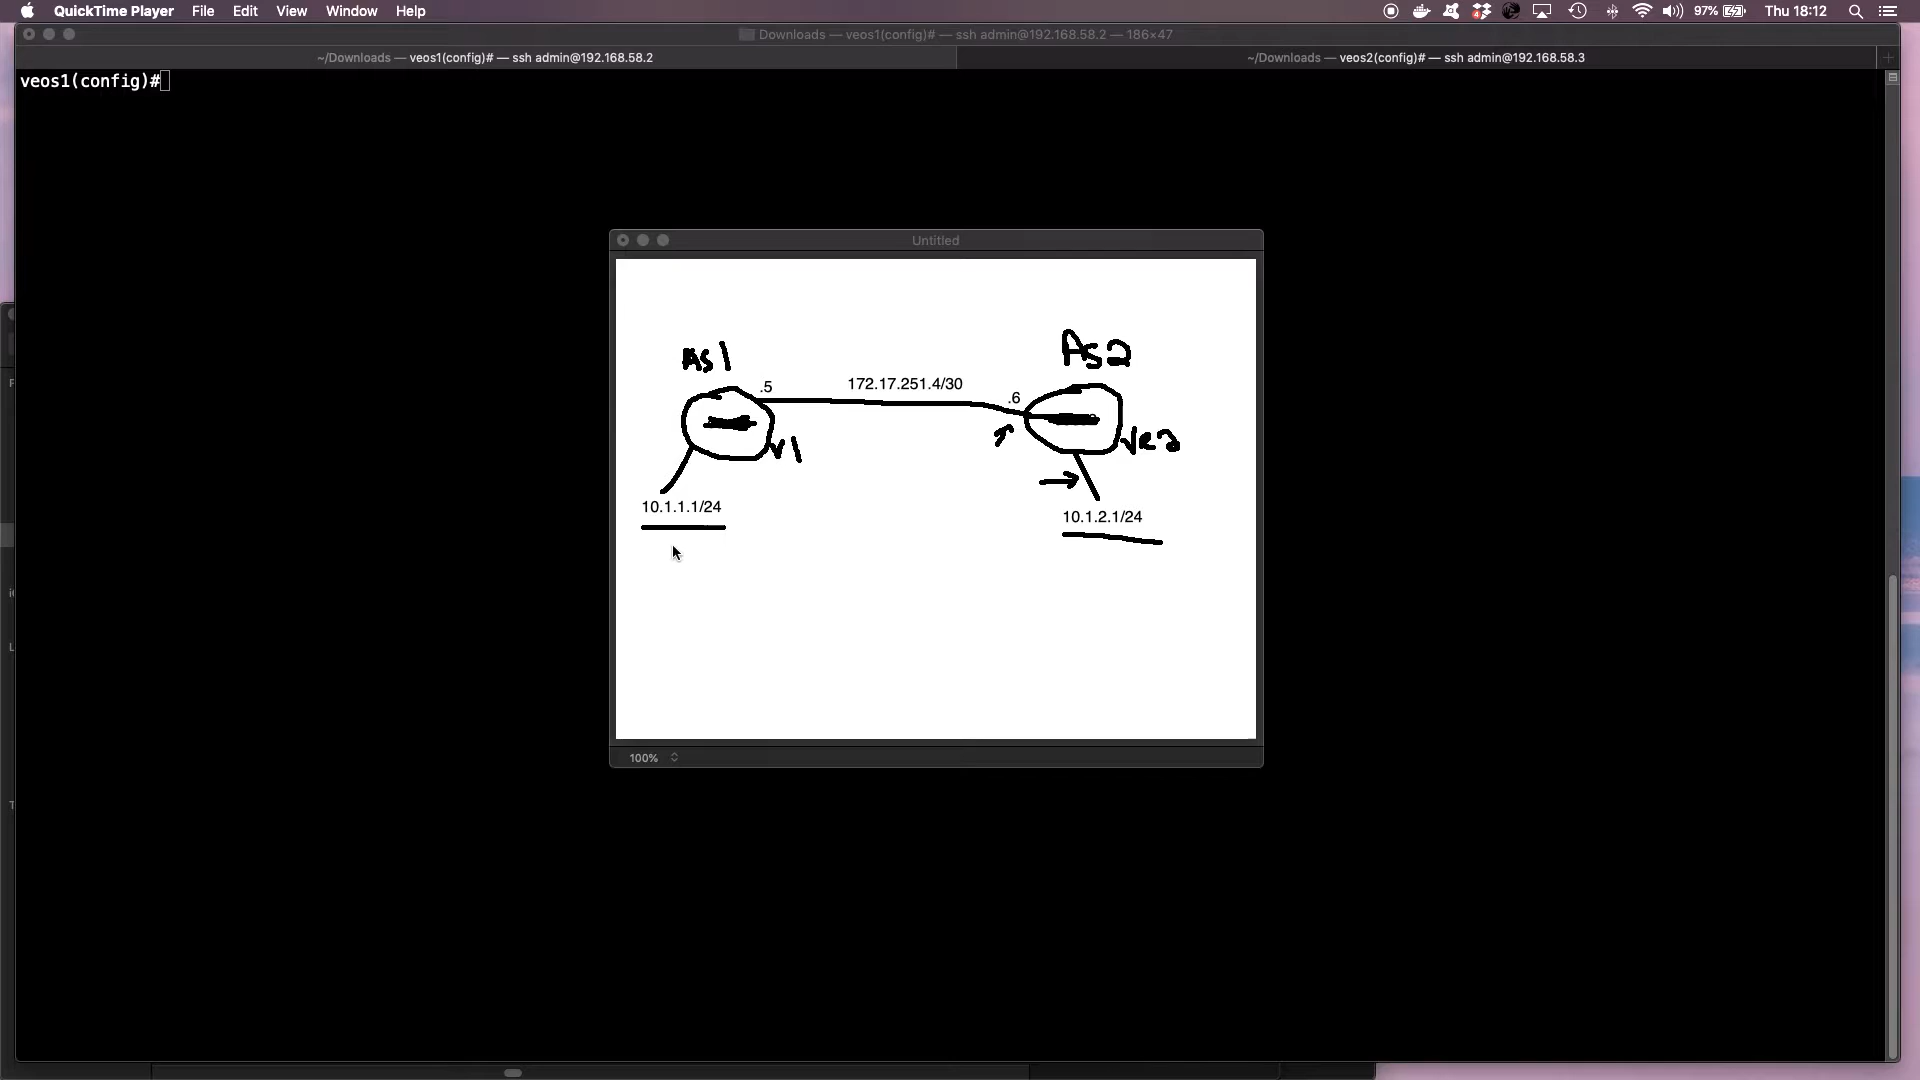 QuickTime Player File Edit View Window Help 97% Thu 18:12
Downloads — veos1(config)# — ssh admin@192.168.58.2 — 186×47
~/Downloads — veos1(config)# — ssh admin@192.168.58.2 ~/Downloads — veos2(config)# — ssh admin@192.168.58.3
veos1(config)#
Untitled
As1 As2
.5 172.17.251.4/30 .6
v1 ve2
10.1.1.1/24 10.1.2.1/24
100%